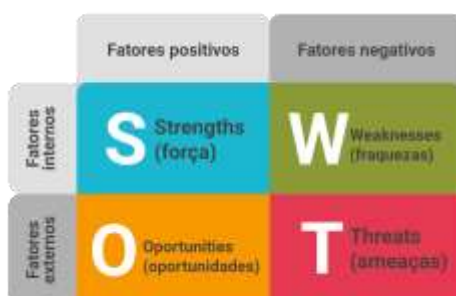 Fatores positivos
Fatores negativos
Fatores
internos
S
Strengths
(força)
W
Weaknesses
(fraquezas)
Fatores
externos
O
Oportunities
(oportunidades)
T
Threats
(ameaças)